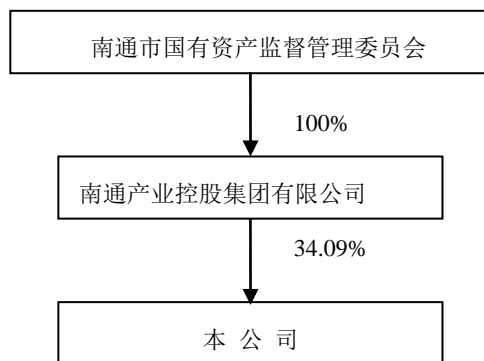 南通市国有资产监督管理委员会
100%
南通产业控股集团有限公司
34.09%
本 公 司